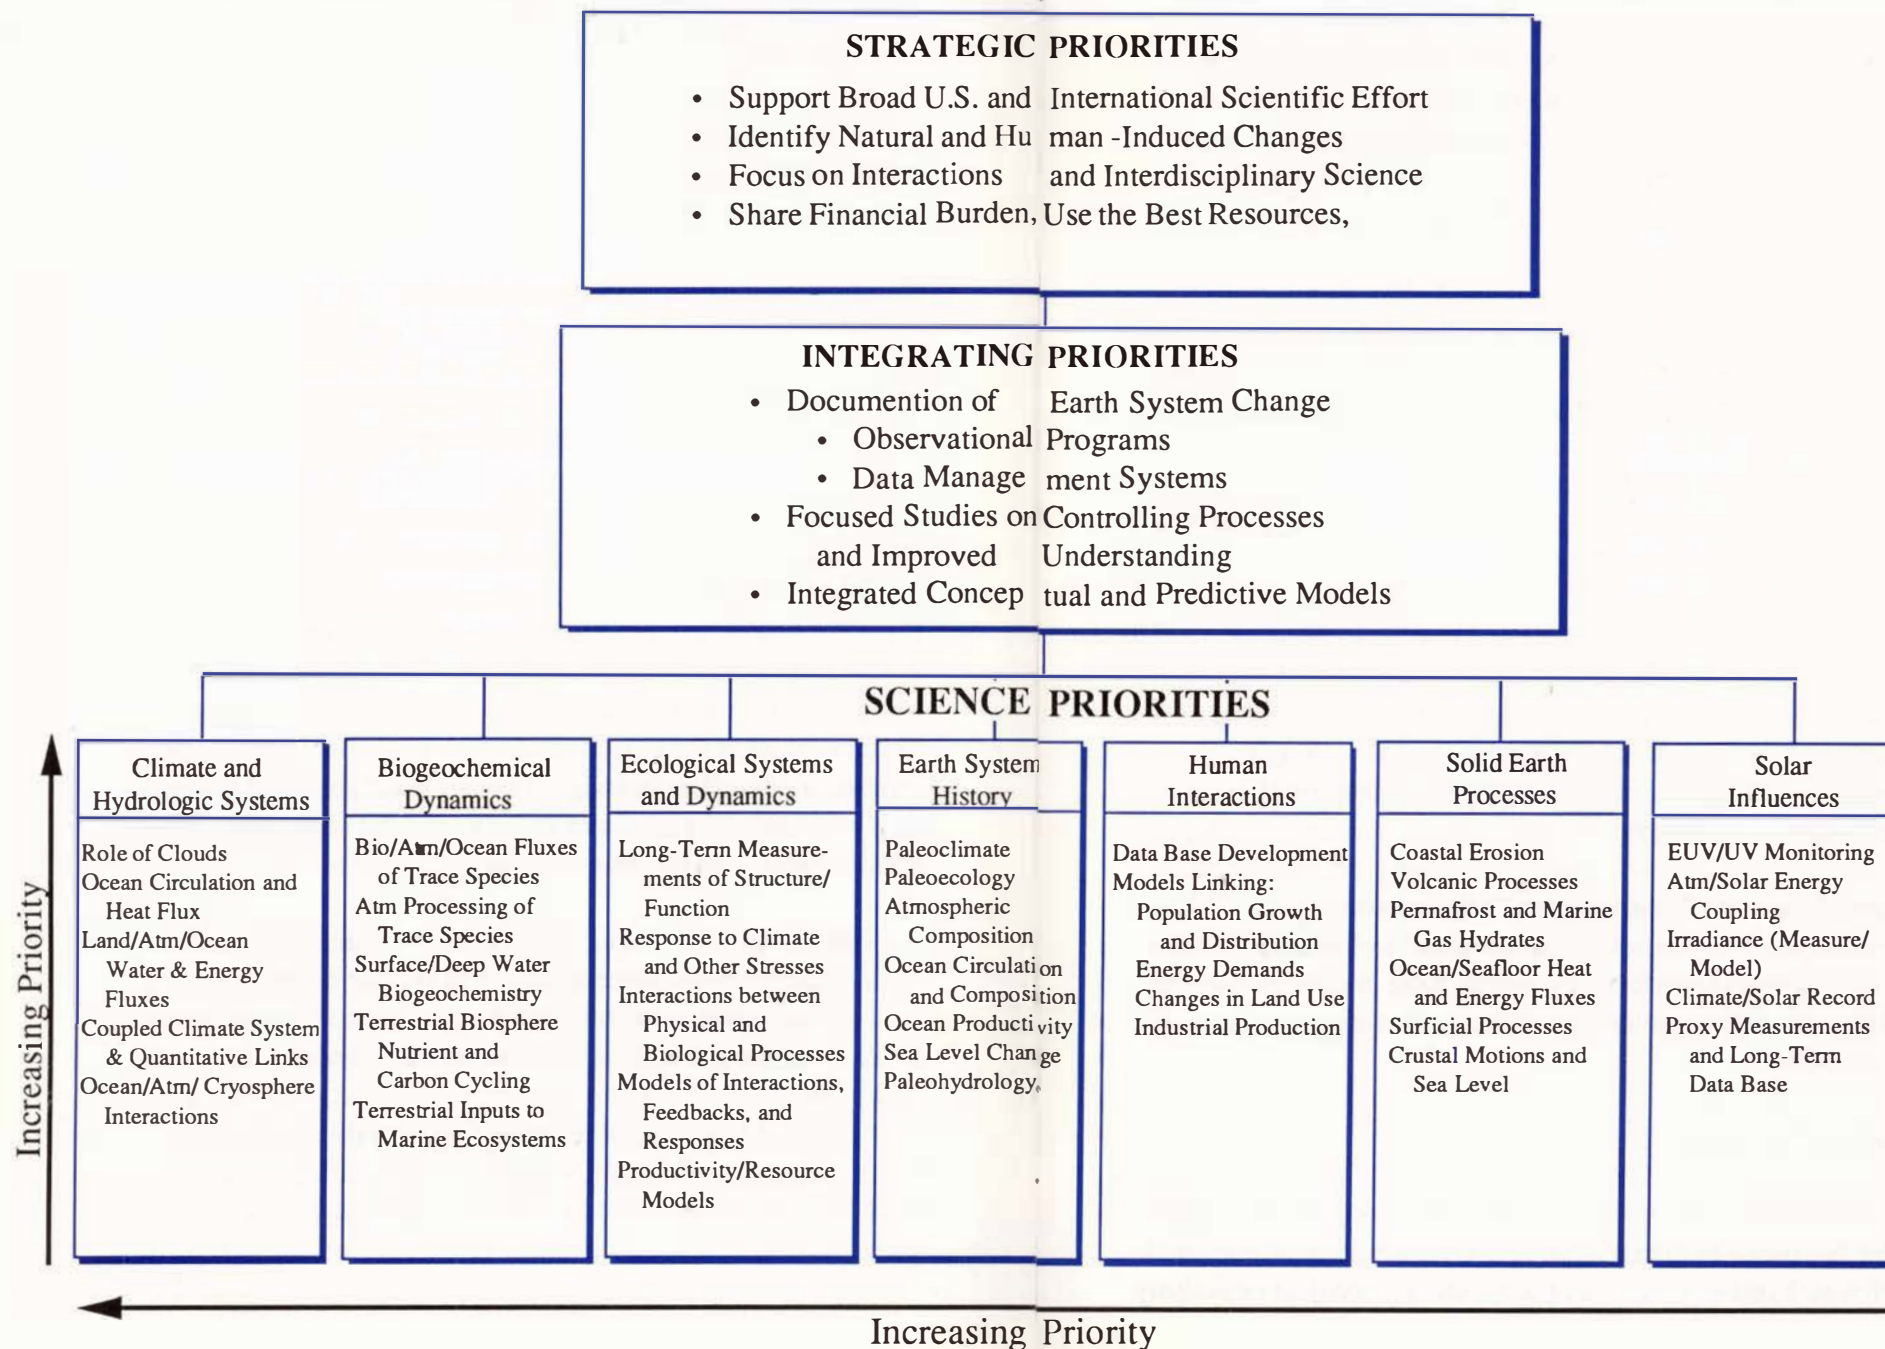 STRATEGIC PRIORITIES
• Support Broad U.S. and International Scientific Effort
• Identify Natural and Hu man -Induced Changes
• Focus on Interactions and Interdisciplinary Science
• Share Financial Burden, Use the Best Resources,
INTEGRATING PRIORITIES
• Documention of Earth System Change
• Observational Programs
• Data Manage ment Systems
• Focused Studies on Controlling Processes
and Improved Understanding
• Integrated Concep tual and Predictive Models
SCIENCE PRIORITIES
Increasing Priority
Climate and
Hydrologic Systems
Role of Clouds
Ocean Circulation and
Heat Flux
Land/Atm/Ocean
Water & Energy
Fluxes
Coupled Climate System
& Quantitative Links
Ocean/Atm/ Cryosphere
Interactions
Biogeochemical
Dynamics
Bio/Atm/Ocean Fluxes
of Trace Species
Atm Processing of
Trace Species
Surface/Deep Water
Biogeochemistry
Terrestrial Biosphere
Nutrient and
Carbon Cycling
Terrestrial Inputs to
Marine Ecosystems
Ecological Systems
and Dynamics
Long-Term Measure-
ments of Structure/
Function
Response to Climate
and Other Stresses
Interactions between
Physical and
Biological Processes
Models of Interactions,
Feedbacks, and
Responses
Productivity/Resource
Models
Earth System
History
Paleoclimate
Paleoecology
Atmospheric
Composition
Ocean Circulation
and Composition
Ocean Productivity
Sea Level Change
Paleohydrology
Human
Interactions
Data Base Development
Models Linking:
Population Growth
and Distribution
Energy Demands
Changes in Land Use
Industrial Production
Solid Earth
Processes
Coastal Erosion
Volcanic Processes
Permafrost and Marine
Gas Hydrates
Ocean/Seafloor Heat
and Energy Fluxes
Surficial Processes
Crustal Motions and
Sea Level
Solar
Influences
EUV/UV Monitoring
Atm/Solar Energy
Coupling
Irradiance (Measure/
Model)
Climate/Solar Record
Proxy Measurements
and Long-Term
Data Base
Increasing Priority